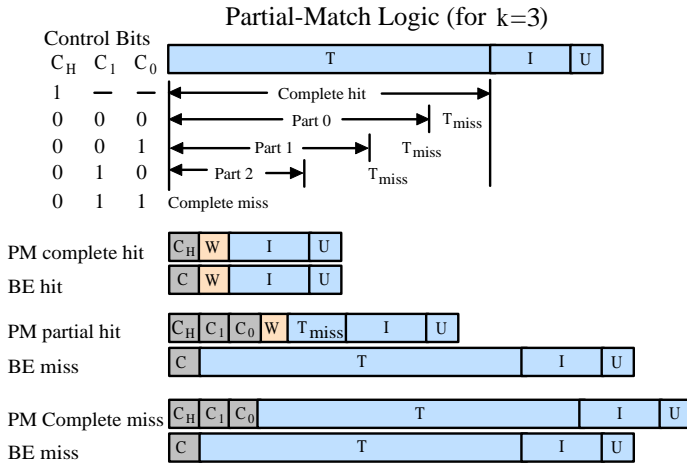 Partial-Match Logic (for k=3)
Control Bits
C_H C_1 C_0 T I U
1 — — Complete hit
0 0 0 Part 0 T_miss
0 0 1 Part 1 T_miss
0 1 0 Part 2 T_miss
0 1 1 Complete miss
PM complete hit C_H W I U
BE hit C W I U
PM partial hit C_H C_1 C_0 W T_miss I U
BE miss C T I U
PM Complete miss C_H C_1 C_0 T I U
BE miss C T I U